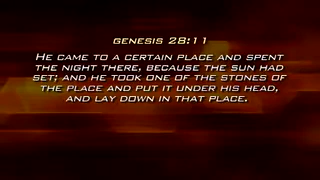 GENESIS 28:11
HE CAME TO A CERTAIN PLACE AND SPENT
THE NIGHT THERE, BECAUSE THE SUN HAD
SET; AND HE TOOK ONE OF THE STONES OF
THE PLACE AND PUT IT UNDER HIS HEAD,
AND LAY DOWN IN THAT PLACE.